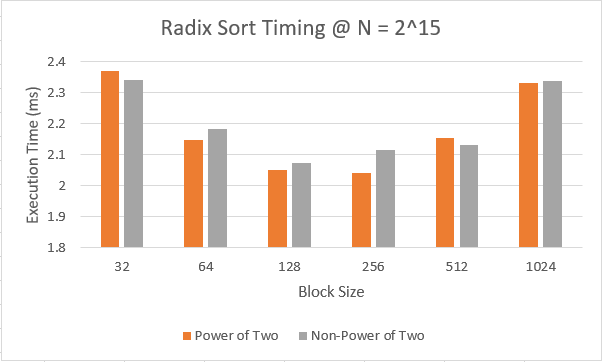 Radix Sort Timing @ N = 2^15
Execution Time (ms)
2.4
2.3
2.2
2.1
2
1.9
1.8
32 64 128 256 512 1024
Block Size
Power of Two Non-Power of Two